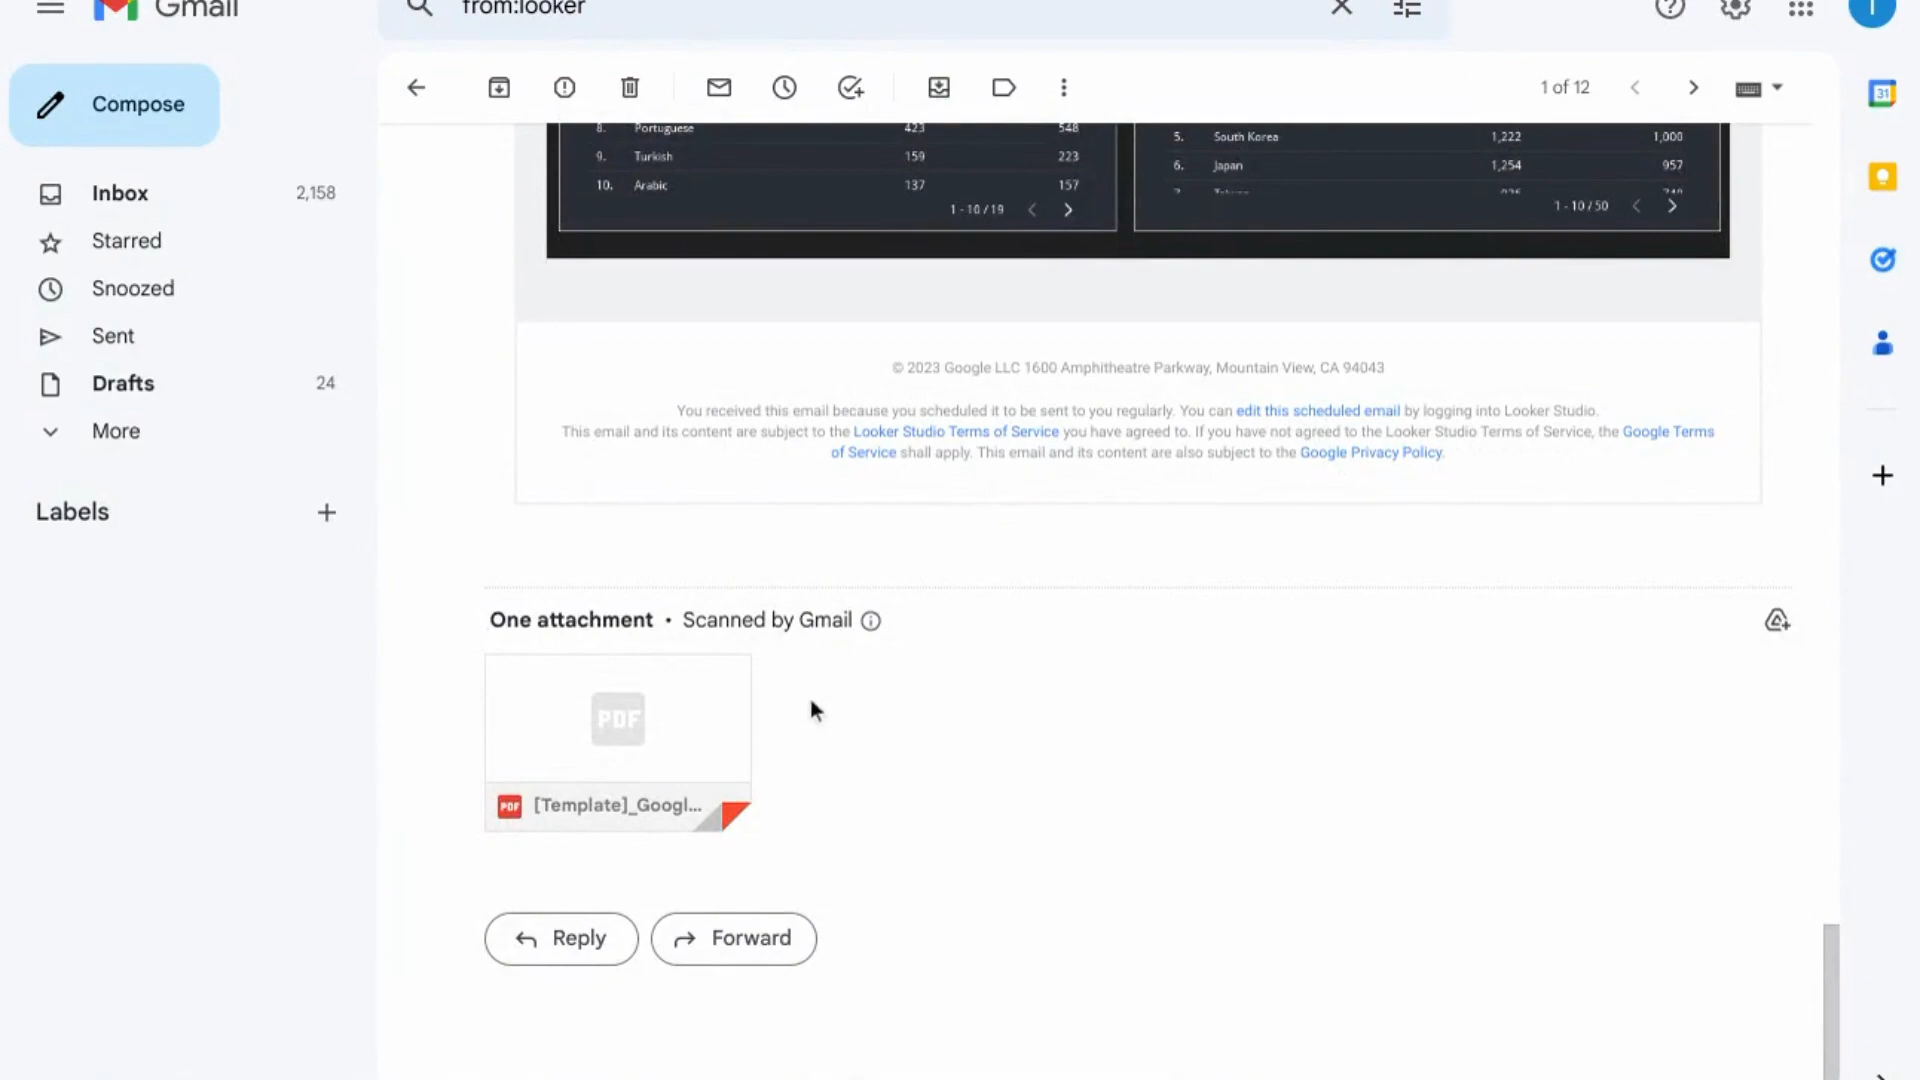 Gmail
from:looker
Compose
1 of 12
8. Portuguese 423 548
9. Turkish 159 223
10. Arabic 137 157
1 - 10 / 19
5. South Korea 1,222 1,000
6. Japan 1,254 957
7.
1 - 10 / 50
Inbox 2,158
Starred
Snoozed
Sent
Drafts 24
More
Labels
31
© 2023 Google LLC 1600 Amphitheatre Parkway, Mountain View, CA 94043
You received this email because you scheduled it to be sent to you regularly. You can edit this scheduled email by logging into Looker Studio.
This email and its content are subject to the Looker Studio Terms of Service you have agreed to. If you have not agreed to the Looker Studio Terms of Service, the Google Terms
of Service shall apply. This email and its content are also subject to the Google Privacy Policy.
One attachment • Scanned by Gmail
PDF
PDF [Template]_Googl...
Reply
Forward